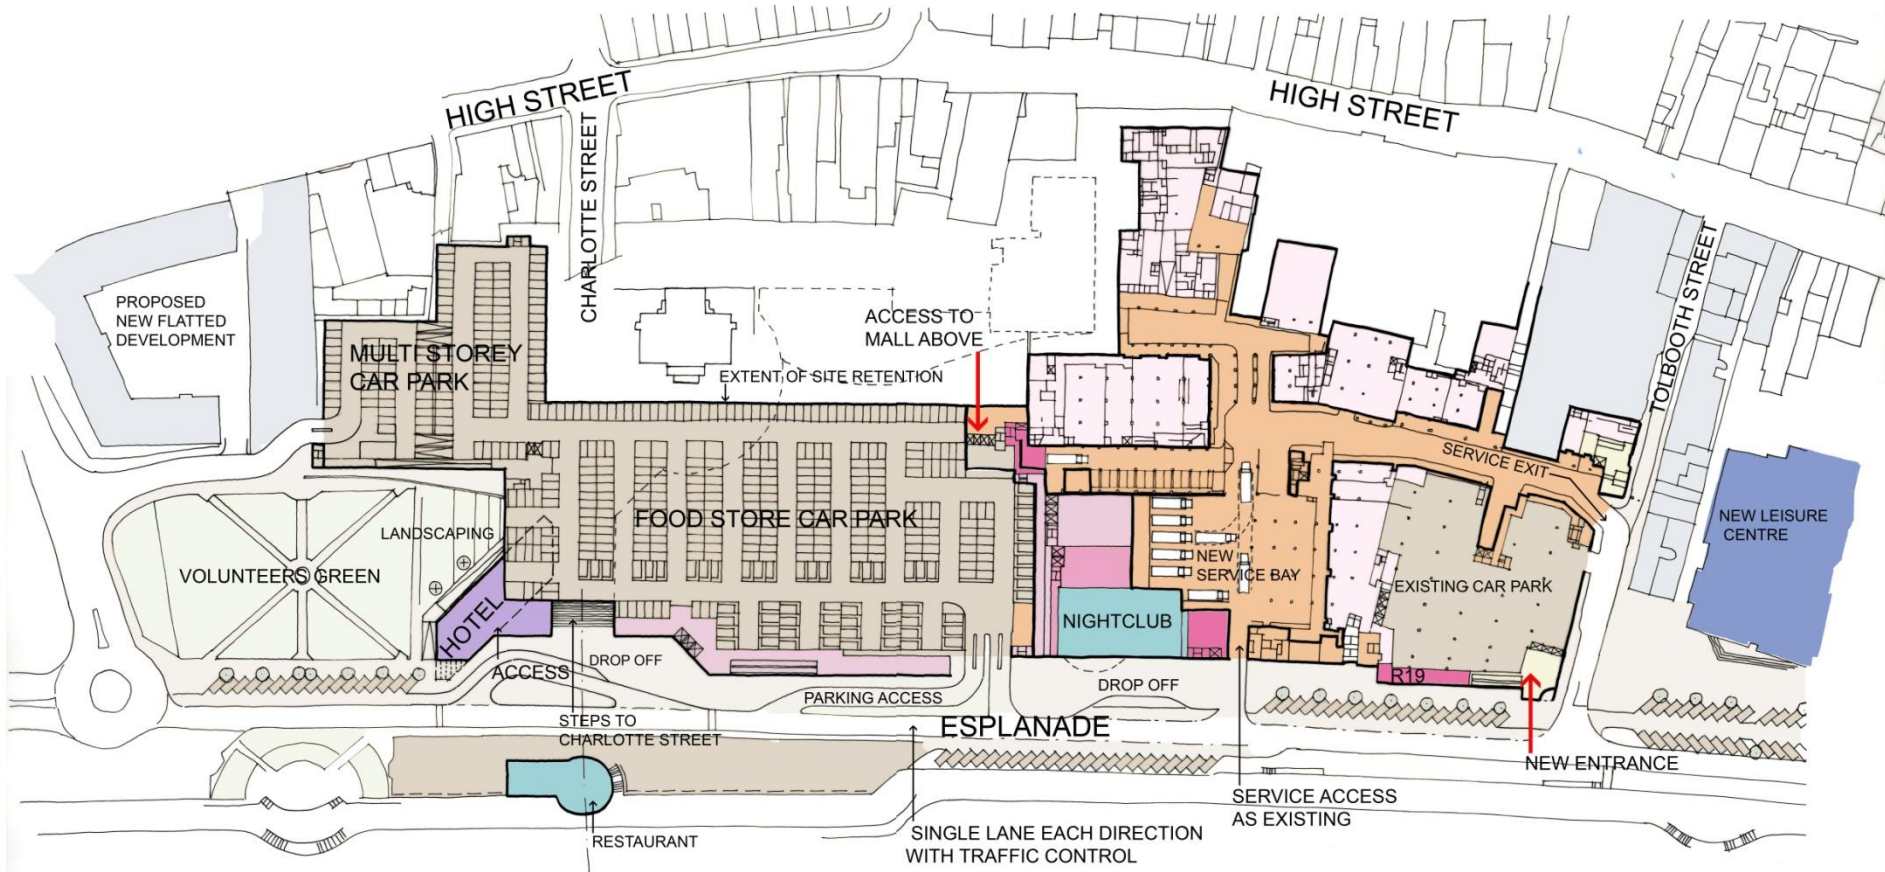 HIGH STREET
HIGH STREET
CHARLOTTE STREET
TOLBOOTH STREET
PROPOSED
NEW FLATTED
DEVELOPMENT
MULTI STOREY
CAR PARK
ACCESS TO
MALL ABOVE
EXTENT OF SITE RETENTION
SERVICE EXIT
LANDSCAPING
FOOD STORE CAR PARK
NEW LEISURE
CENTRE
VOLUNTEERS GREEN
NEW
SERVICE BAY
EXISTING CAR PARK
HOTEL
NIGHTCLUB
ACCESS
DROP OFF
R19
PARKING ACCESS
DROP OFF
STEPS TO
CHARLOTTE STREET
ESPLANADE
NEW ENTRANCE
SERVICE ACCESS
AS EXISTING
RESTAURANT
SINGLE LANE EACH DIRECTION
WITH TRAFFIC CONTROL